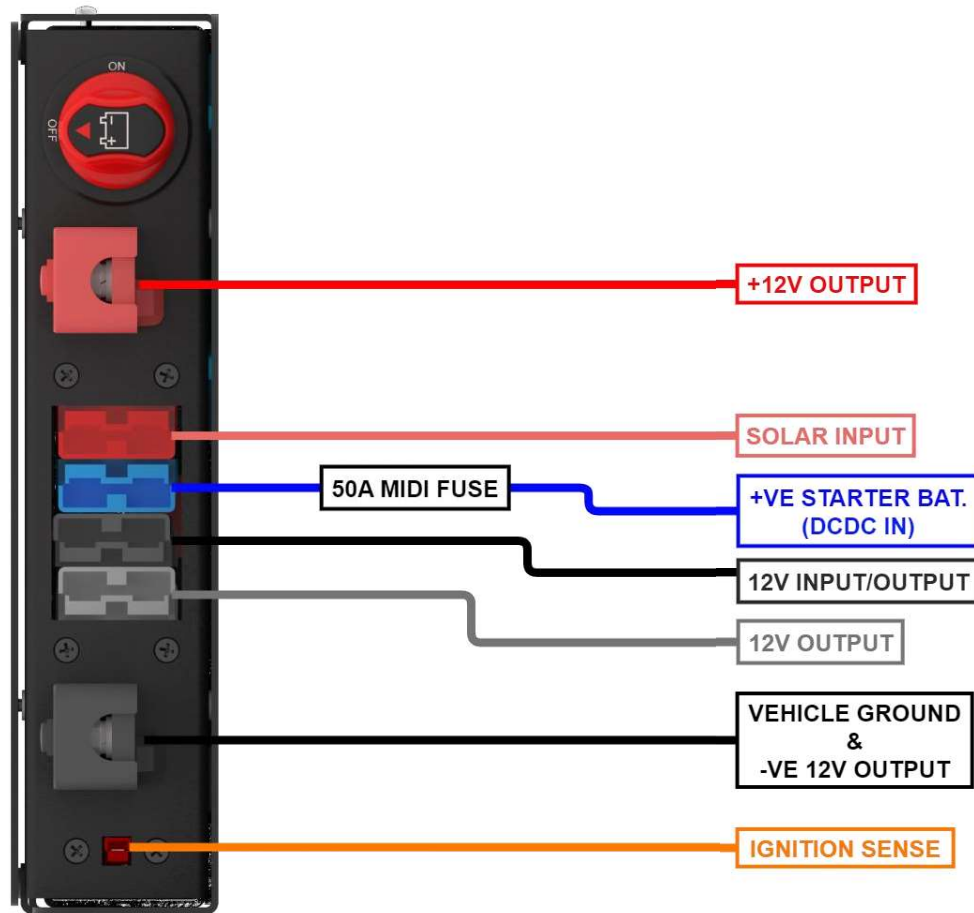 ON
OFF
+12V OUTPUT
SOLAR INPUT
50A MIDI FUSE
+VE STARTER BAT.
(DCDC IN)
12V INPUT/OUTPUT
12V OUTPUT
VEHICLE GROUND
&
-VE 12V OUTPUT
IGNITION SENSE